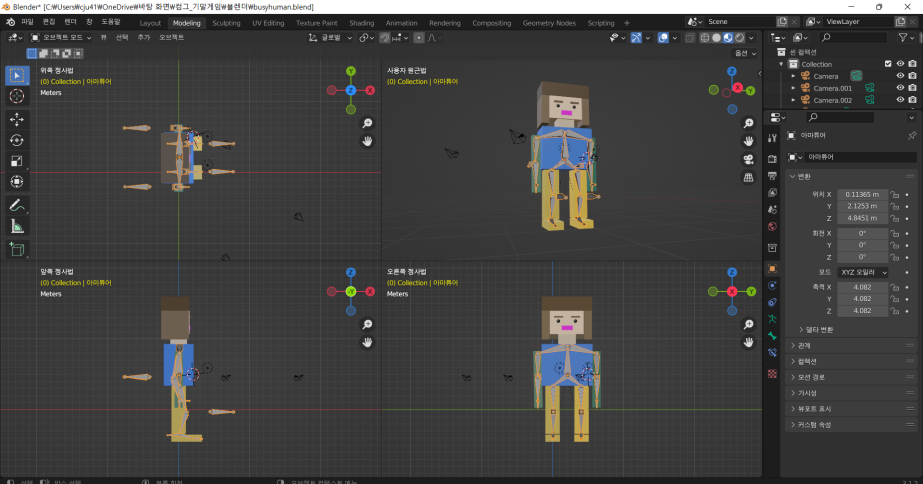 Blender* [C:₩Users₩cju41₩OneDrive₩바탕 화면₩컴그_기말게임₩블렌더₩busyhuman.blend]
파일 편집 렌더 창 도움말 Layout Modeling Sculpting UV Editing Texture Paint Shading Animation Rendering Compositing Geometry Nodes Scripting + Scene ViewLayer
오브젝트 모드 뷰 선택 추가 오브젝트 글로벌
옵션
위쪽 정사법
(0) Collection | 아마튜어
Meters
사용자 원근법
(0) Collection | 아마튜어
앞쪽 정사법
(0) Collection | 아마튜어
Meters
오른쪽 정사법
(0) Collection | 아마튜어
Meters
씬 컬렉션
Collection
Camera
Camera.001
Camera.002
아마튜어
아마튜어
변환
위치 X 0.11365 m
Y 2.1253 m
Z 4.8451 m
회전 X 0°
Y 0°
Z 0°
모드 XYZ 오일러
축적 X 4.082
Y 4.082
Z 4.082
델타 변환
관계
컬렉션
모션 경로
가시성
뷰포트 표시
커스텀 속성